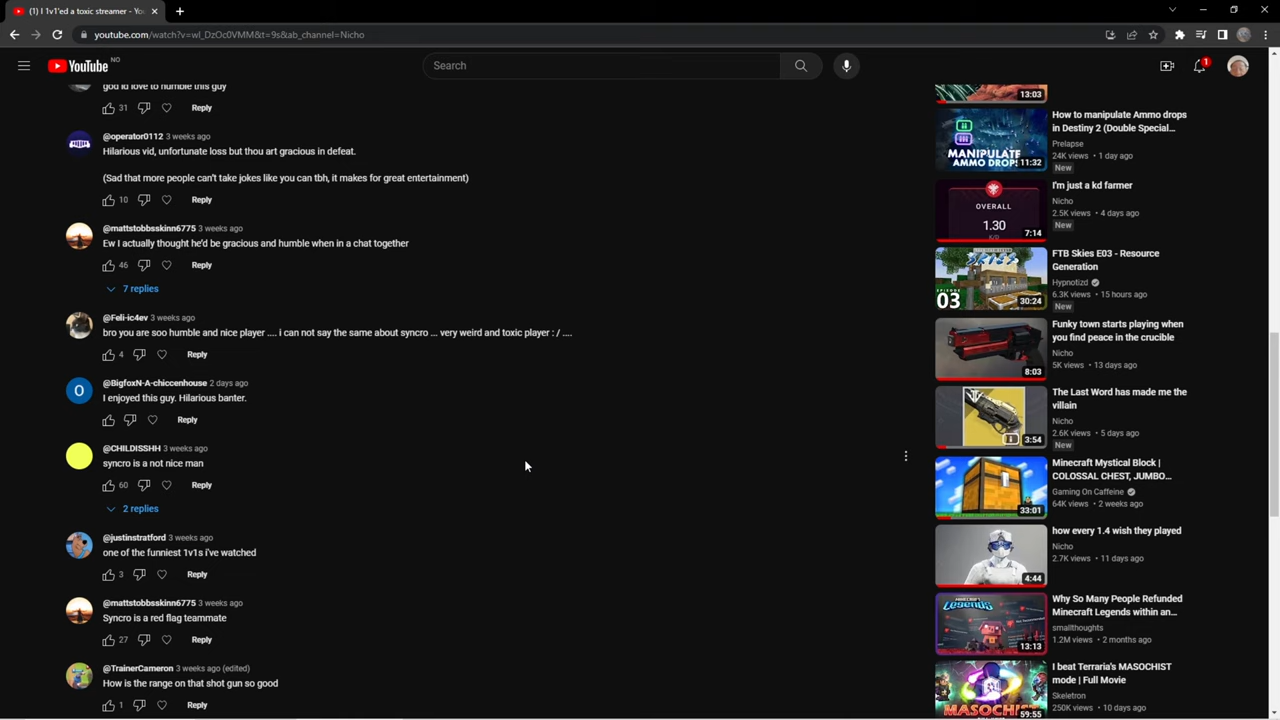 (1) I 1v1'ed a toxic streamer - Yo
youtube.com/watch?v=wl_DzOc0VMM&t=9s&ab_channel=Nicho
YouTube NO
Search
1
god id love to humble this guy
31 Reply
@operator0112 3 weeks ago
Hilarious vid, unfortunate loss but thou art gracious in defeat.
(Sad that more people can't take jokes like you can tbh, it makes for great entertainment)
10 Reply
@mattstobbsskinn6775 3 weeks ago
Ew I actually thought he'd be gracious and humble when in a chat together
46 Reply
7 replies
@Feli-ic4ev 3 weeks ago
bro you are soo humble and nice player .... i can not say the same about syncro ... very weird and toxic player : / ....
4 Reply
O
@BigfoxN-A-chiccenhouse 2 days ago
I enjoyed this guy. Hilarious banter.
Reply
@CHILDISSHH 3 weeks ago
syncro is a not nice man
60 Reply
2 replies
@justinstratford 3 weeks ago
one of the funniest 1v1s i've watched
3 Reply
@mattstobbsskinn6775 3 weeks ago
Syncro is a red flag teammate
27 Reply
@TrainerCameron 3 weeks ago (edited)
How is the range on that shot gun so good
1 Reply
13:03
MANIPULATE
AMMO DROPS
11:32
How to manipulate Ammo drops
in Destiny 2 (Double Special...
Prelapse
24K views • 1 day ago
New
OVERALL
1.30
K/D
7:14
I'm just a kd farmer
Nicho
2.5K views • 4 days ago
New
SKIES
EPISODE
03
30:24
FTB Skies E03 - Resource
Generation
Hypnotizd
6.3K views • 15 hours ago
New
8:03
Funky town starts playing when
you find peace in the crucible
Nicho
5K views • 13 days ago
3:54
The Last Word has made me the
villain
Nicho
2.6K views • 5 days ago
New
33:01
Minecraft Mystical Block |
COLOSSAL CHEST, JUMBO...
Gaming On Caffeine
64K views • 2 weeks ago
4:44
how every 1.4 wish they played
Nicho
2.7K views • 11 days ago
MINECRAFT
LEGENDS
13:13
Why So Many People Refunded
Minecraft Legends within an...
smallthoughts
1.2M views • 2 months ago
MASOCHIST
59:55
I beat Terraria's MASOCHIST
mode | Full Movie
Skeletron
250K views • 10 days ago